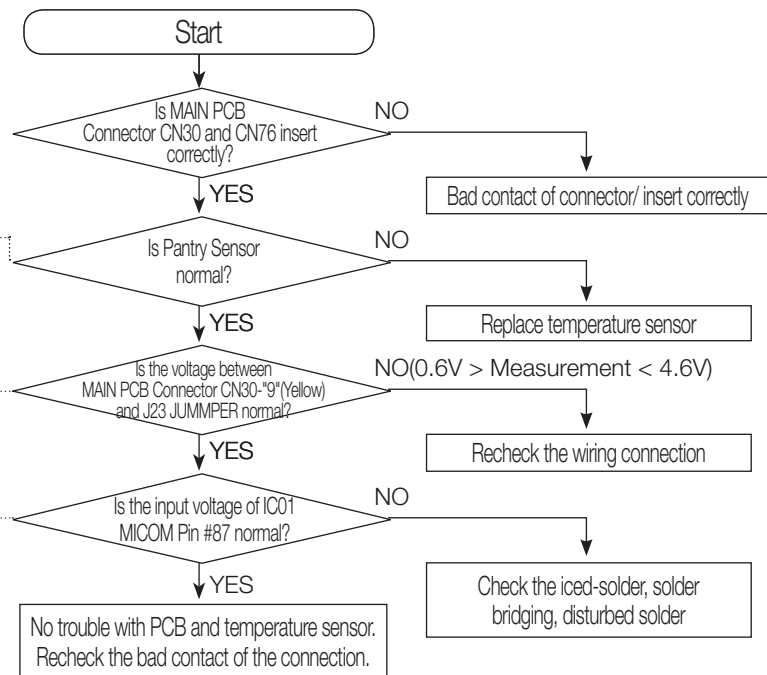 Start
Is MAIN PCB
Connector CN30 and CN76 insert
correctly?
NO
Bad contact of connector/ insert correctly
YES
Is Pantry Sensor
normal?
NO
Replace temperature sensor
YES
Is the voltage between
MAIN PCB Connector CN30-"9"(Yellow)
and J23 JUMMPER normal?
NO(0.6V > Measurement < 4.6V)
Recheck the wiring connection
YES
Is the input voltage of IC01
MICOM Pin #87 normal?
NO
Check the iced-solder, solder
bridging, disturbed solder
YES
No trouble with PCB and temperature sensor.
Recheck the bad contact of the connection.